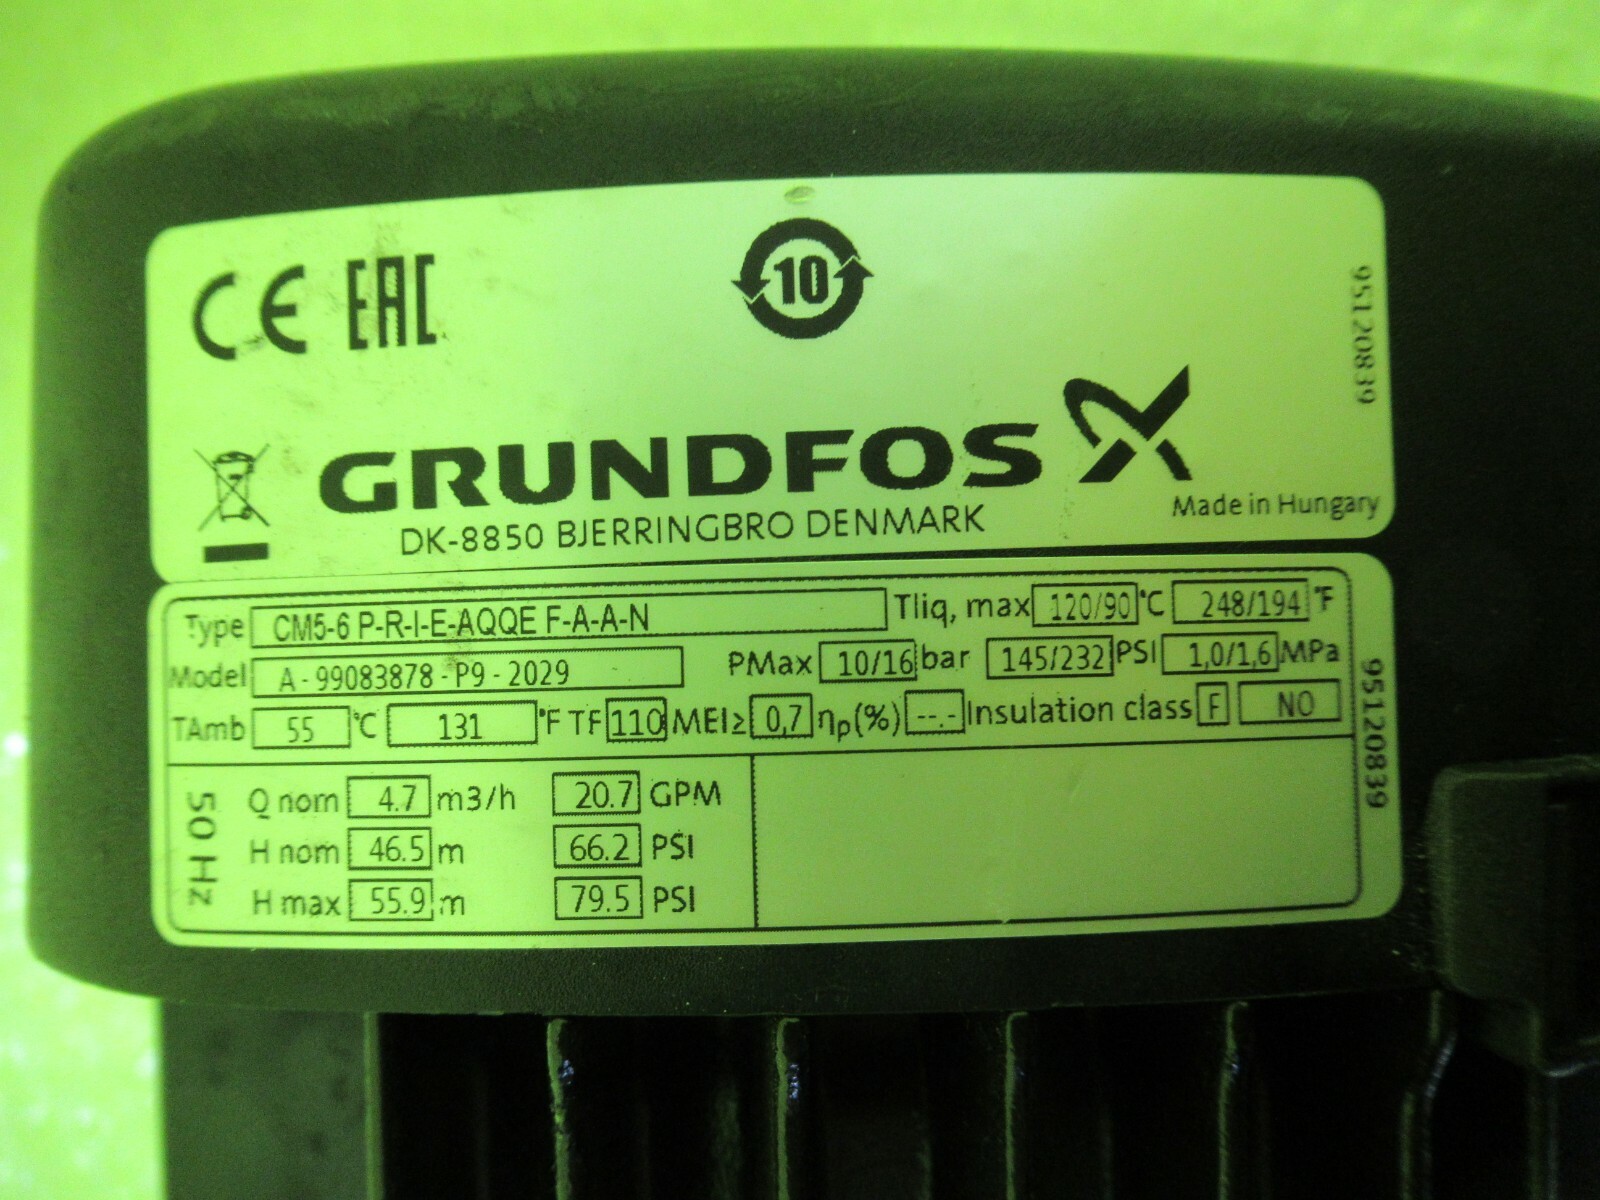 CE EAC
10
95120839
GRUNDFOS
DK-8850 BJERRINGBRO DENMARK
Made in Hungary
Type CM5-6 P-R-I-E-AQQE F-A-A-N Tliq, max 120/90 °C 248/194 °F
Model A - 99083878 - P9 - 2029 PMax 10/16 bar 145/232 PSI 1,0/1,6 MPa
TAmb 55 °C 131 °F TF 110 MEI≥ 0,7 ηp(%) --.- Insulation class F NO
95120839
50 Hz
Q nom 4.7 m3/h 20.7 GPM
H nom 46.5 m 66.2 PSI
H max 55.9 m 79.5 PSI